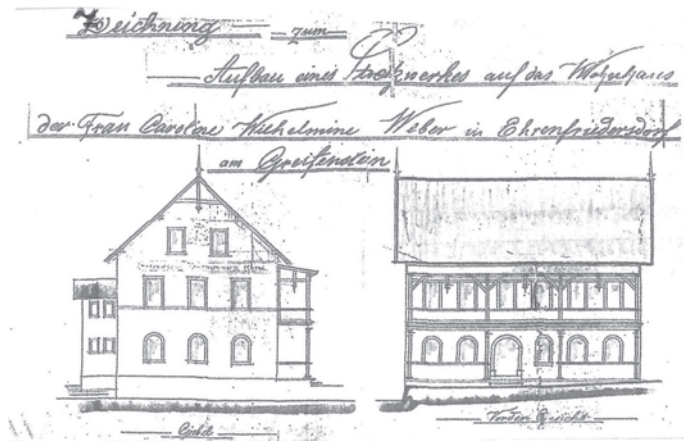 Zeichnung
zum
Aufbau eines Stockwerkes auf das Wohnhaus
der Frau Caroline Wilhelmine Weber in Ehrenfriedersdorf
am Greifenstein
Giebel
Vordere Ansicht